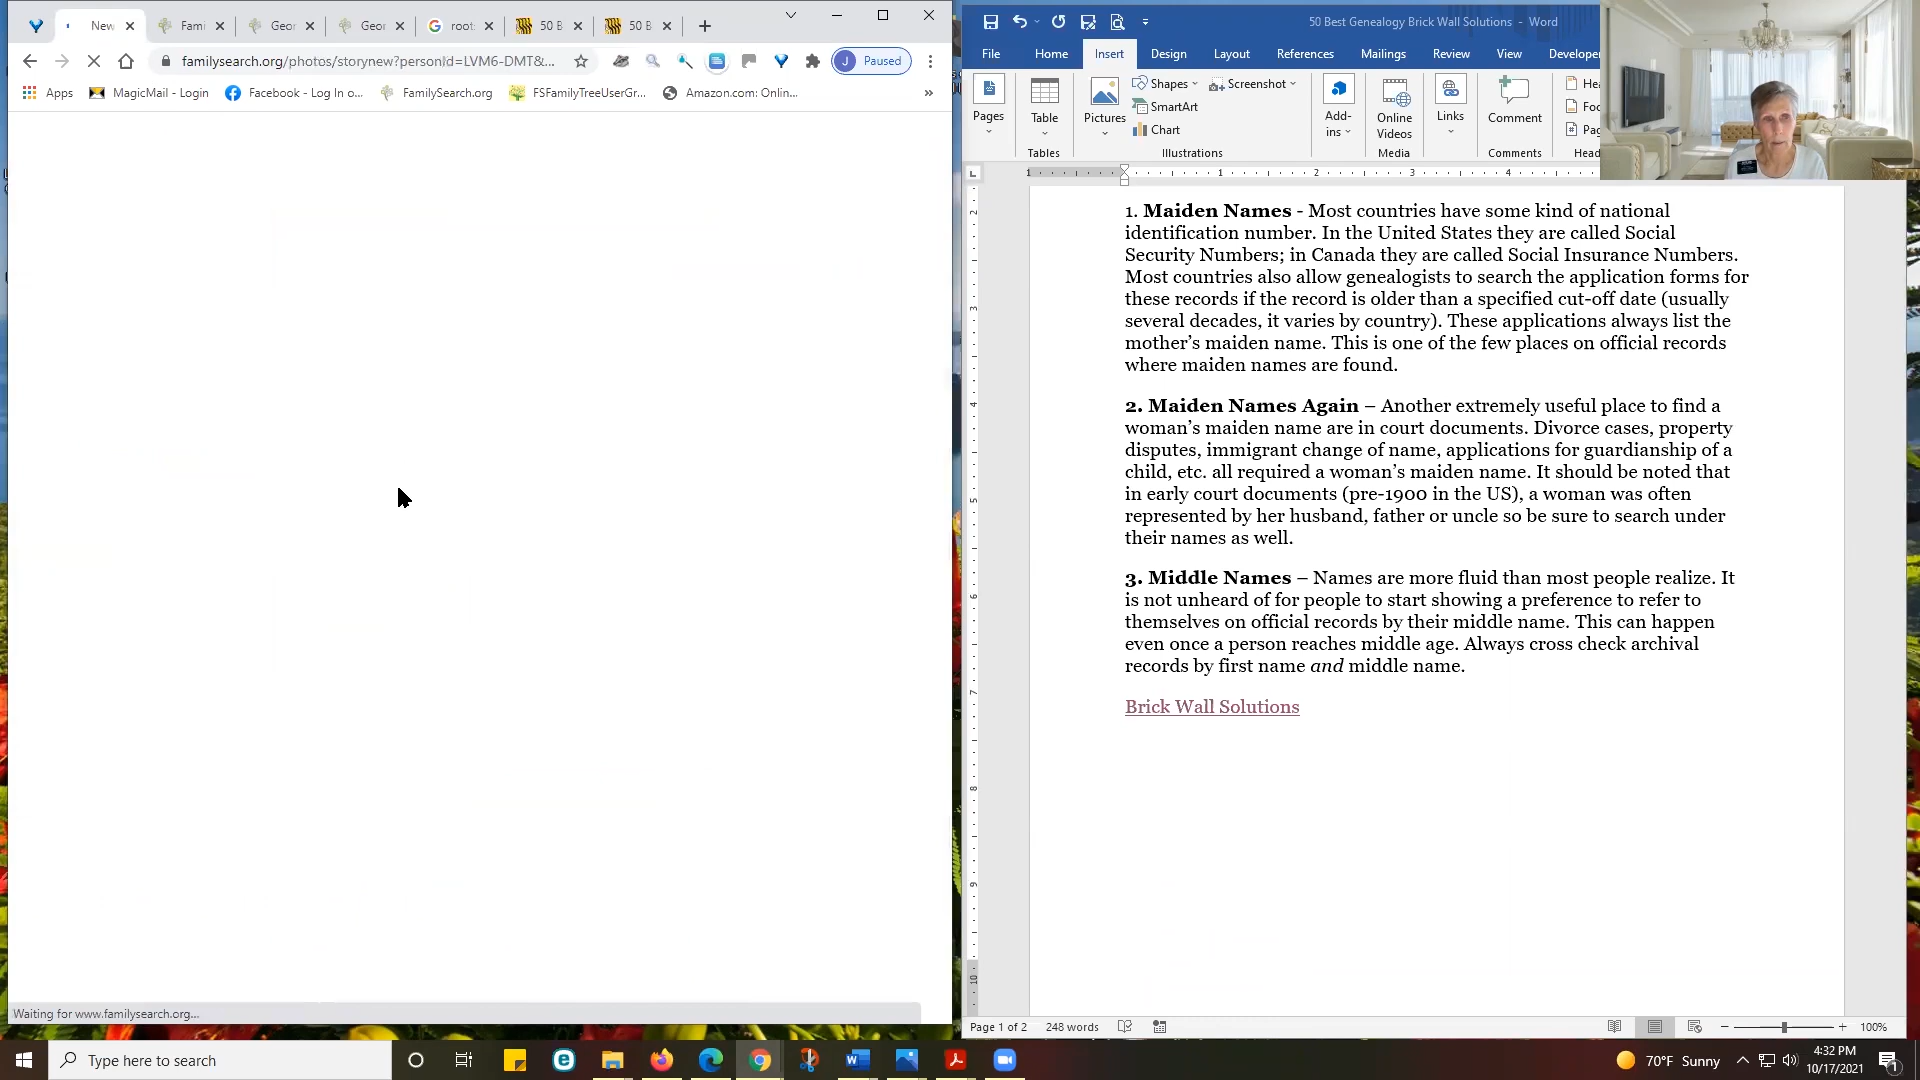 New
Fami
Geor
Geor
root
50 B
50 B
familysearch.org/photos/storynew?personId=LVM6-DMT&...
J Paused
Apps
MagicMail - Login
Facebook - Log In o...
FamilySearch.org
FSFamilyTreeUserGr...
Amazon.com: Onlin...
»
Waiting for www.familysearch.org...
50 Best Genealogy Brick Wall Solutions - Word
File Home Insert Design Layout References Mailings Review View Developer
Pages
Table
Pictures
Shapes
SmartArt
Chart
Screenshot
Add-
ins
Online
Videos
Links
Comment
Hea
Foo
Pag
Tables Illustrations Media Comments Head
1 1 2 3 4
1. Maiden Names - Most countries have some kind of national
identification number. In the United States they are called Social
Security Numbers; in Canada they are called Social Insurance Numbers.
Most countries also allow genealogists to search the application forms for
these records if the record is older than a specified cut-off date (usually
several decades, it varies by country). These applications always list the
mother's maiden name. This is one of the few places on official records
where maiden names are found.
2. Maiden Names Again – Another extremely useful place to find a
woman's maiden name are in court documents. Divorce cases, property
disputes, immigrant change of name, applications for guardianship of a
child, etc. all required a woman's maiden name. It should be noted that
in early court documents (pre-1900 in the US), a woman was often
represented by her husband, father or uncle so be sure to search under
their names as well.
3. Middle Names – Names are more fluid than most people realize. It
is not unheard of for people to start showing a preference to refer to
themselves on official records by their middle name. This can happen
even once a person reaches middle age. Always cross check archival
records by first name and middle name.
Brick Wall Solutions
2
3
4
5
6
7
8
9
10
Page 1 of 2 248 words
100%
Type here to search
70°F Sunny
4:32 PM
10/17/2021
1